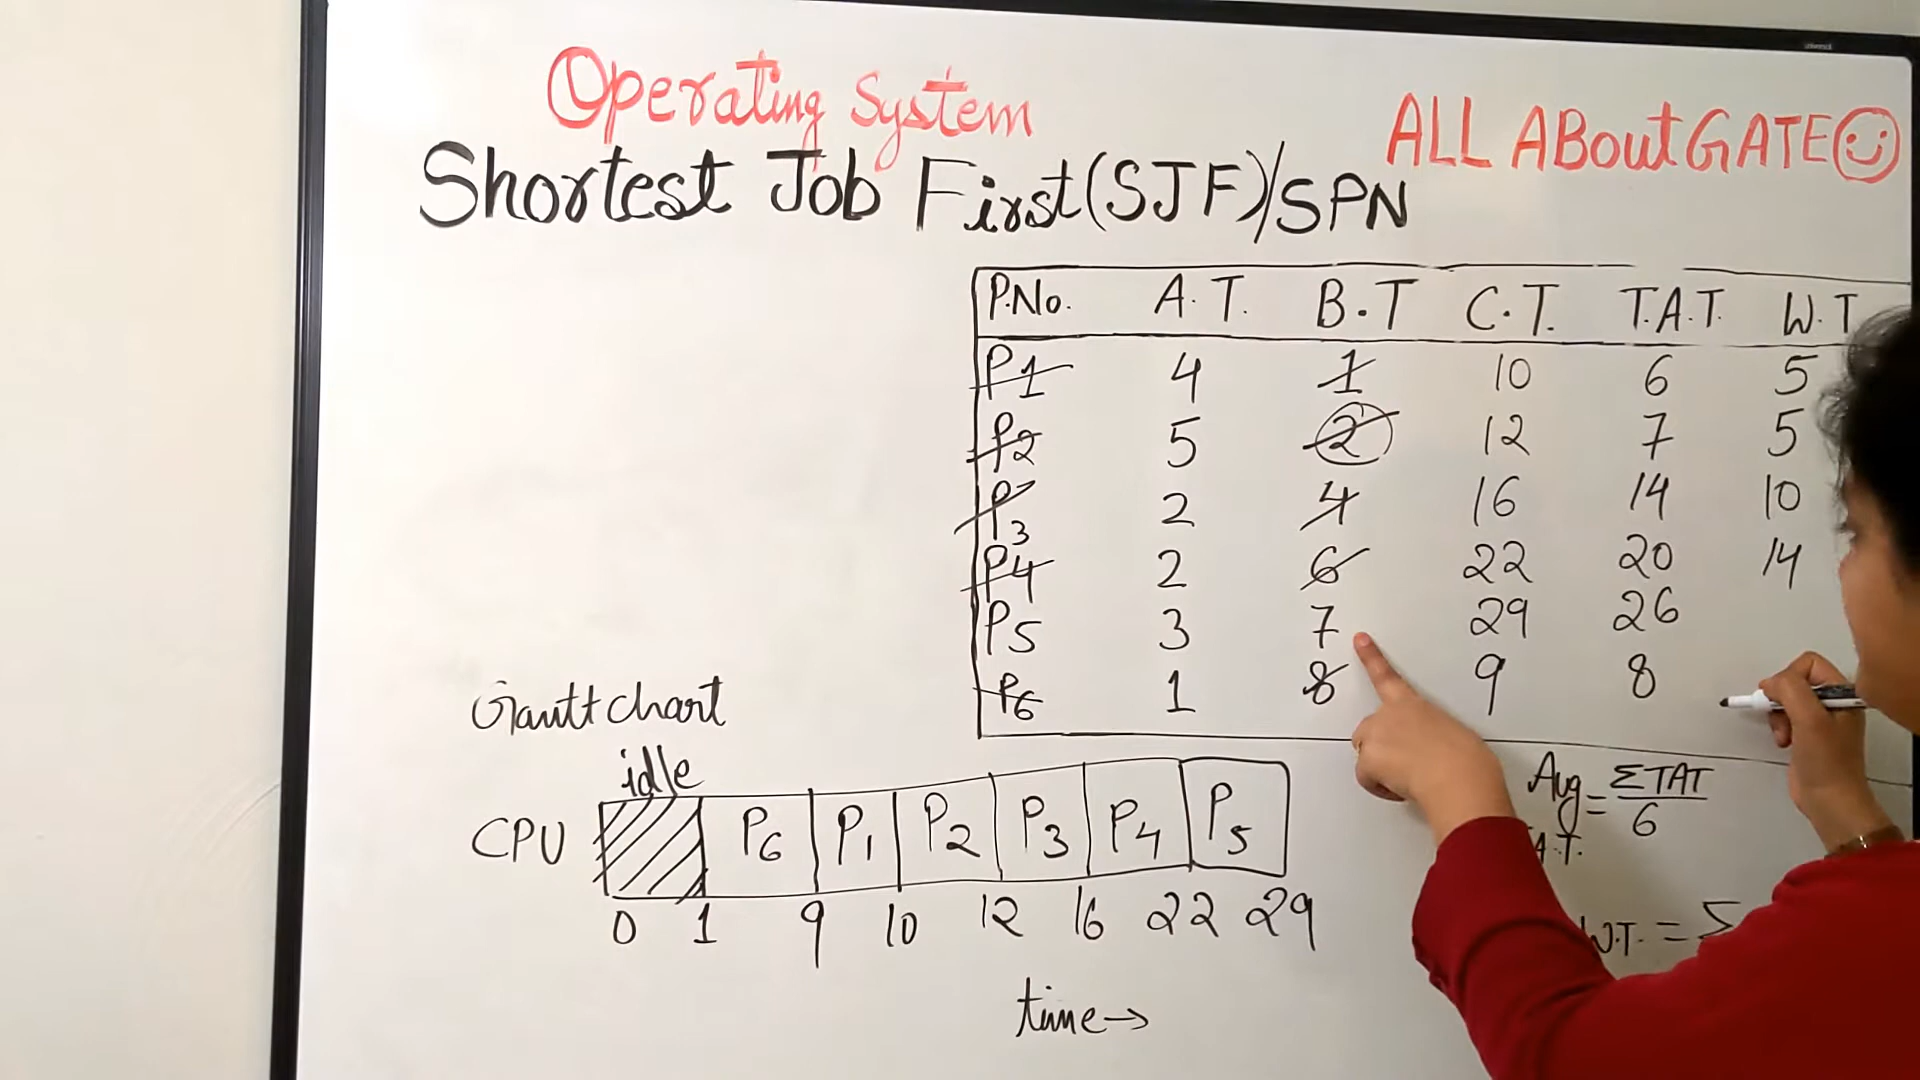 Operating System
ALL ABout GATE
Shortest Job First(SJF)/SPN
P.No. A.T. B.T C.T. T.A.T. W.T
P1 4 1 10 6 5
P2 5 2 12 7 5
P3 2 4 16 14 10
P4 2 6 22 20 14
P5 3 7 29 26
P6 1 8 9 8
Gantt chart
idle
CPU P6 P1 P2 P3 P4 P5
0 1 9 10 12 16 22 29
time→
Avg = ΣTAT
6
A.T.
W.T. = Σ